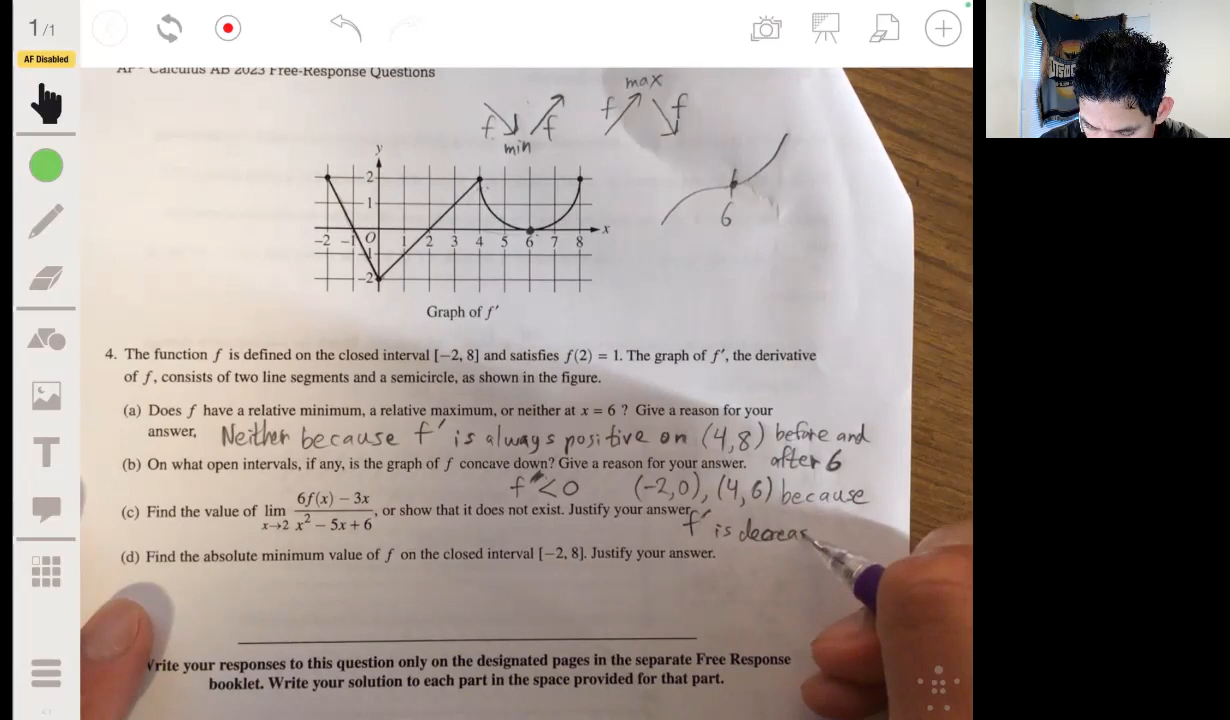 1/1
AF Disabled
AP® Calculus AB 2023 Free-Response Questions
max
f f f f
min
6
y
2
1
-2 -1 O 1 2 3 4 5 6 7 8 x
-1
-2
Graph of f′
4. The function f is defined on the closed interval [−2, 8] and satisfies f(2) = 1. The graph of f′, the derivative
of f, consists of two line segments and a semicircle, as shown in the figure.
(a) Does f have a relative minimum, a relative maximum, or neither at x = 6 ? Give a reason for your
answer. Neither because f' is always positive on (4,8) before and
after 6
(b) On what open intervals, if any, is the graph of f concave down? Give a reason for your answer.
f''<0 (-2,0), (4,6) because
f' is decreas
(c) Find the value of lim x→2 6f(x) − 3x / x² − 5x + 6, or show that it does not exist. Justify your answer
(d) Find the absolute minimum value of f on the closed interval [−2, 8]. Justify your answer.
Write your responses to this question only on the designated pages in the separate Free Response
booklet. Write your solution to each part in the space provided for that part.
T